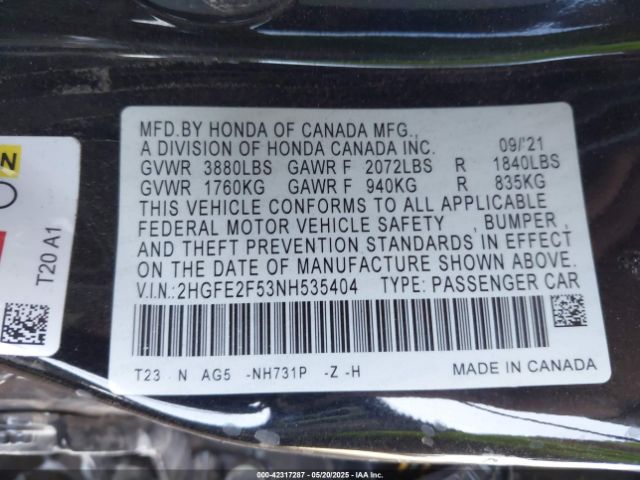 MFD.BY HONDA OF CANADA MFG.,
A DIVISION OF HONDA CANADA INC. 09/'21
GVWR 3880LBS GAWR F 2072LBS R 1840LBS
GVWR 1760KG GAWR F 940KG R 835KG
THIS VEHICLE CONFORMS TO ALL APPLICABLE
FEDERAL MOTOR VEHICLE SAFETY , BUMPER ,
AND THEFT PREVENTION STANDARDS IN EFFECT
ON THE DATE OF MANUFACTURE SHOWN ABOVE.
V.I.N.:2HGFE2F53NH535404 TYPE: PASSENGER CAR
T23 N AG5 -NH731P -Z -H MADE IN CANADA
T20 A1
000-42317287 - 05/20/2025 - IAAI.COM